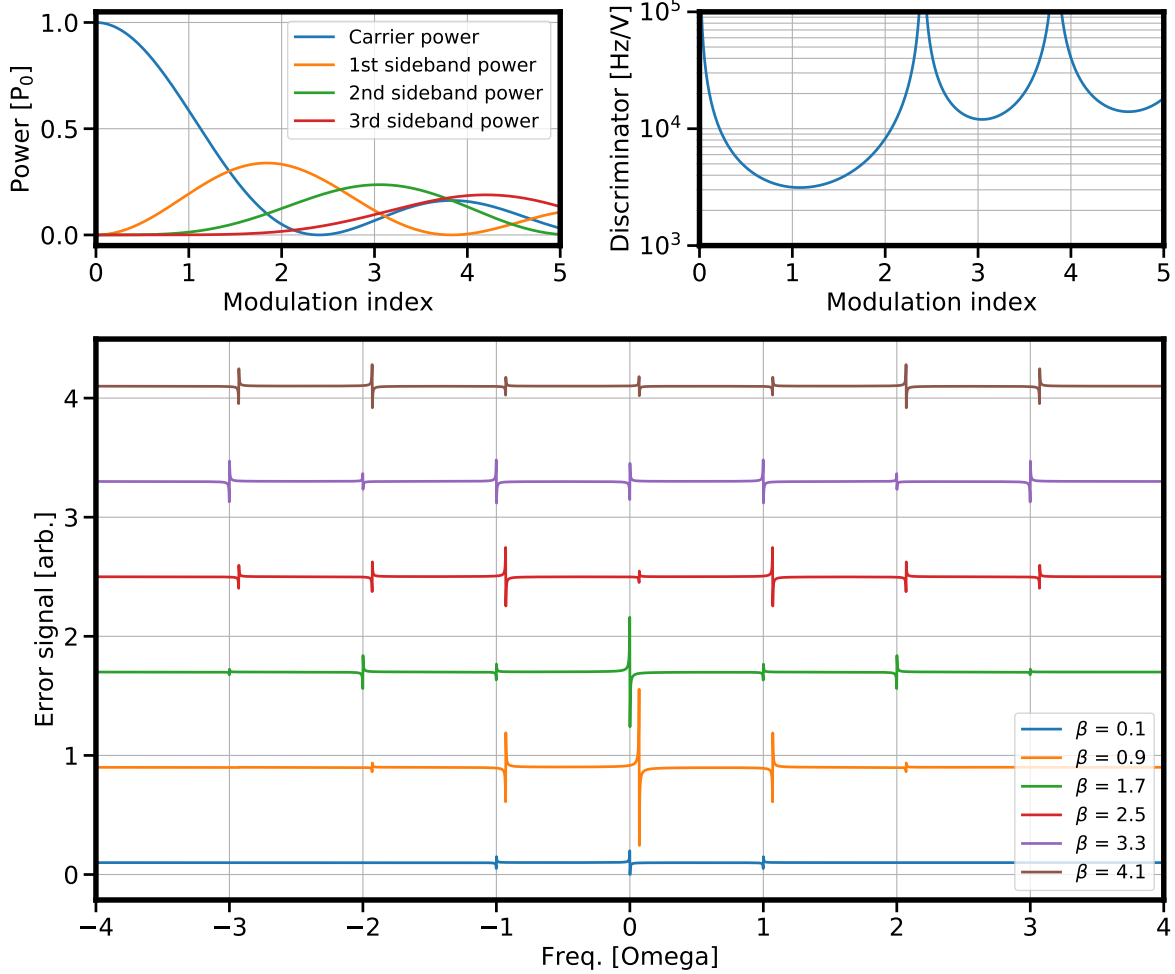 Power [P0]
1.0
0.5
0.0
Carrier power
1st sideband power
2nd sideband power
3rd sideband power
0 1 2 3 4 5
Modulation index
Discriminator [Hz/V]
10^5
10^4
10^3
0 1 2 3 4 5
Modulation index
Error signal [arb.]
4
3
2
1
0
β = 0.1
β = 0.9
β = 1.7
β = 2.5
β = 3.3
β = 4.1
−4 −3 −2 −1 0 1 2 3 4
Freq. [Omega]